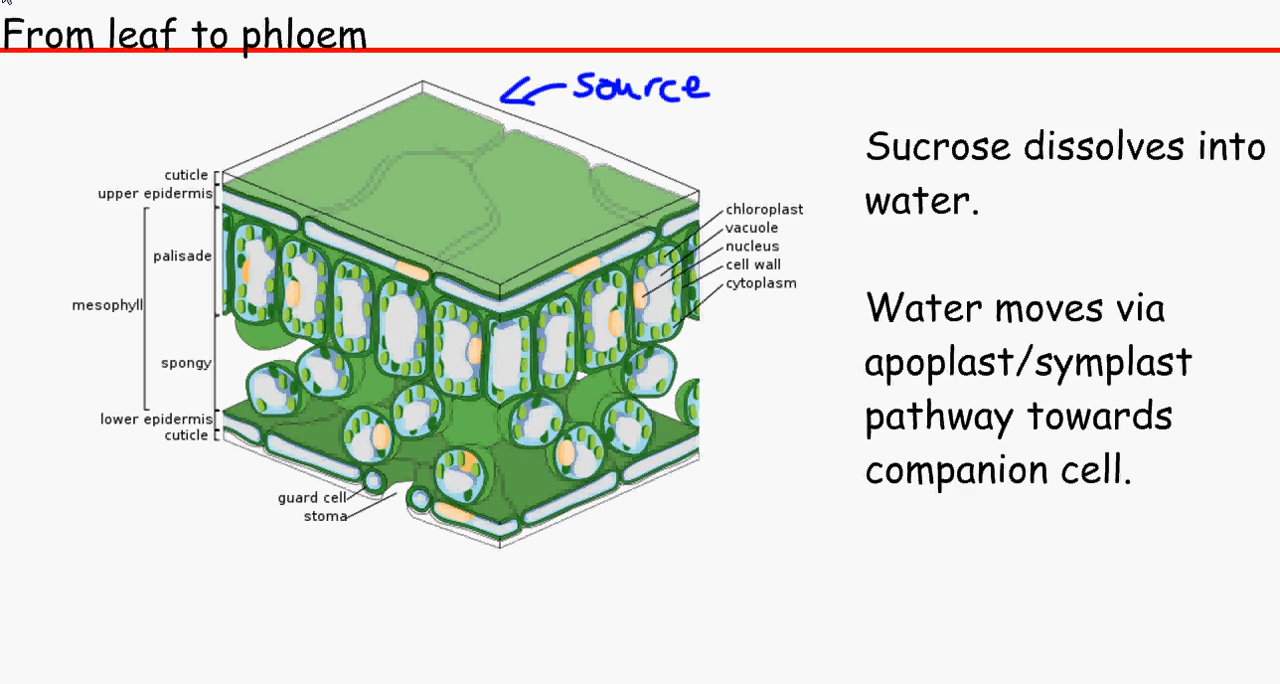 From leaf to phloem
source
Sucrose dissolves into
water.
Water moves via
apoplast/symplast
pathway towards
companion cell.
cuticle
upper epidermis
palisade
mesophyll
spongy
lower epidermis
cuticle
guard cell
stoma
chloroplast
vacuole
nucleus
cell wall
cytoplasm